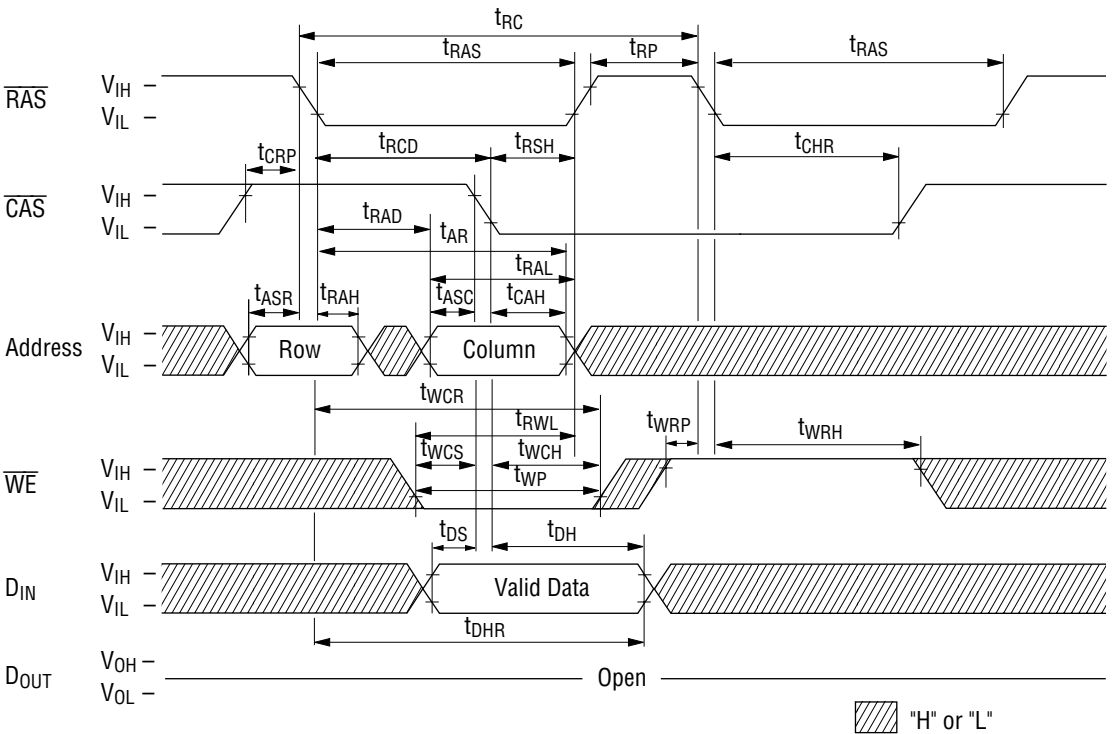 tRC
tRAS
tRP
tRAS
RAS
VIH
VIL
tRCD
tRSH
tCRP
tCHR
CAS
VIH
VIL
tRAD
tAR
tRAL
tASR
tRAH
tASC
tCAH
Address
VIH
VIL
Row
Column
tWCR
tRWL
tWRP
tWRH
tWCS
tWCH
tWP
WE
VIH
VIL
tDS
tDH
DIN
VIH
VIL
Valid Data
tDHR
DOUT
VOH
VOL
Open
"H" or "L"